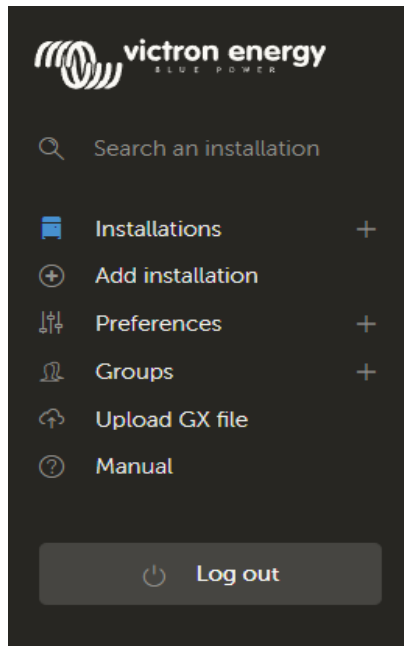 victron energy
BLUE POWER
Search an installation
Installations
Add installation
Preferences
Groups
Upload GX file
Manual
Log out